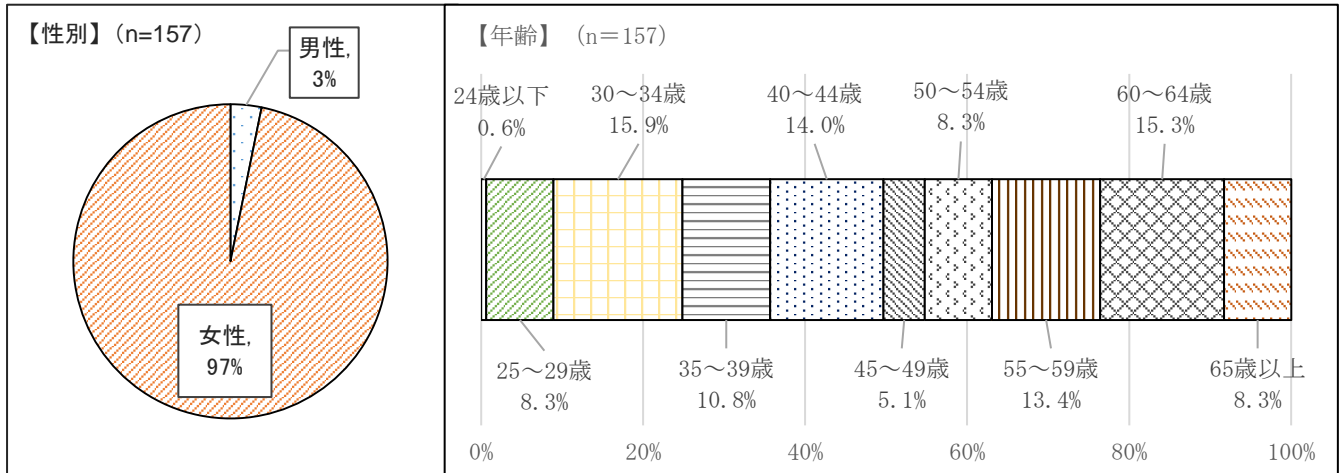 【性別】(n=157)
男性,
3%
女性,
97%
【年齢】 (n=157)
24歳以下
0.6%
30～34歳
15.9%
40～44歳
14.0%
50～54歳
8.3%
60～64歳
15.3%
25～29歳
8.3%
35～39歳
10.8%
45～49歳
5.1%
55～59歳
13.4%
65歳以上
8.3%
0% 20% 40% 60% 80% 100%